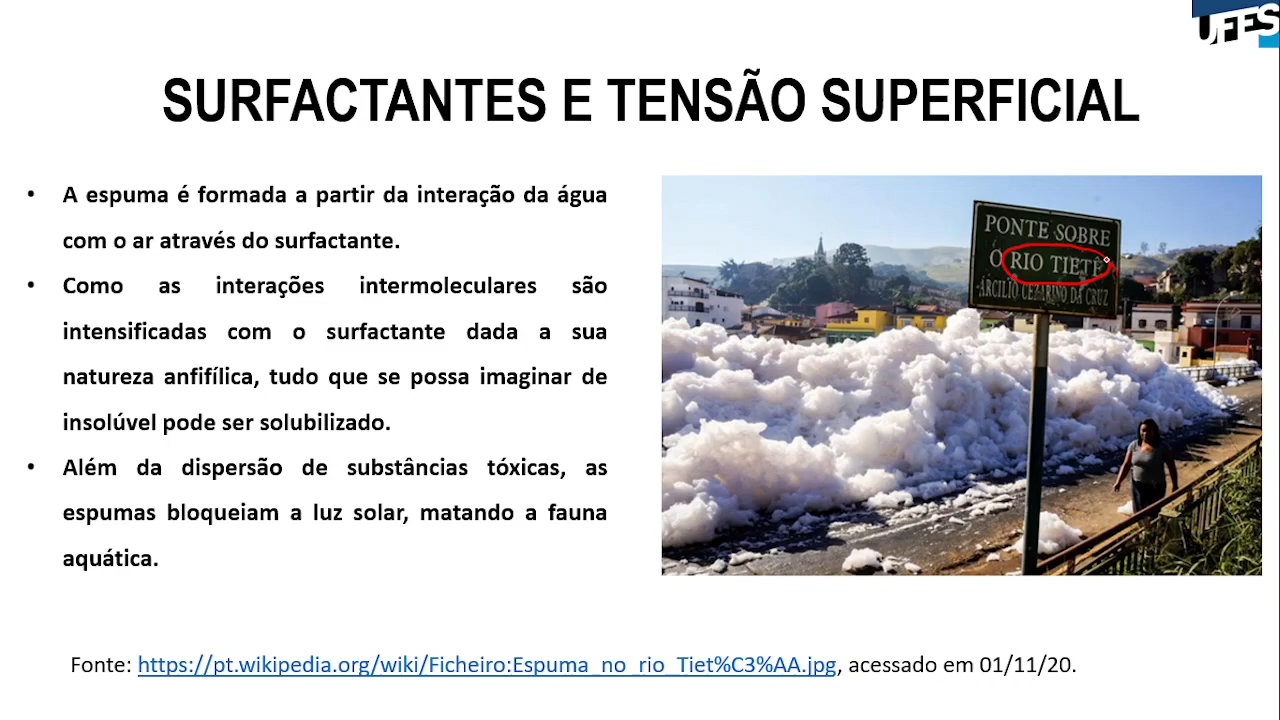 UFES
SURFACTANTES E TENSÃO SUPERFICIAL
• A espuma é formada a partir da interação da água
com o ar através do surfactante.
• Como as interações intermoleculares são
intensificadas com o surfactante dada a sua
natureza anfifílica, tudo que se possa imaginar de
insolúvel pode ser solubilizado.
• Além da dispersão de substâncias tóxicas, as
espumas bloqueiam a luz solar, matando a fauna
aquática.
PONTE SOBRE
O RIO TIETÊ
ÁRCILIO CEZARINO DA CRUZ
Fonte: https://pt.wikipedia.org/wiki/Ficheiro:Espuma_no_rio_Tiet%C3%AA.jpg, acessado em 01/11/20.